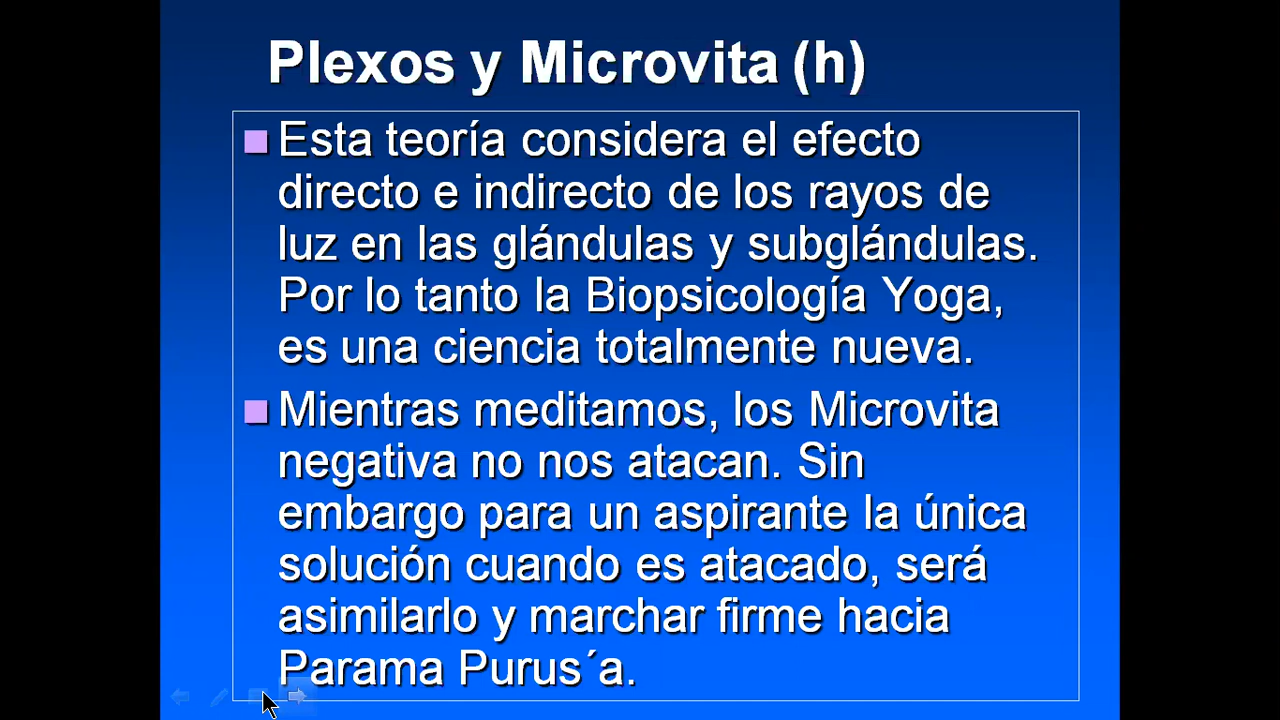 Plexos y Microvita (h)
Esta teoría considera el efecto
directo e indirecto de los rayos de
luz en las glándulas y subglándulas.
Por lo tanto la Biopsicología Yoga,
es una ciencia totalmente nueva.
Mientras meditamos, los Microvita
negativa no nos atacan. Sin
embargo para un aspirante la única
solución cuando es atacado, será
asimilarlo y marchar firme hacia
Parama Purus´a.